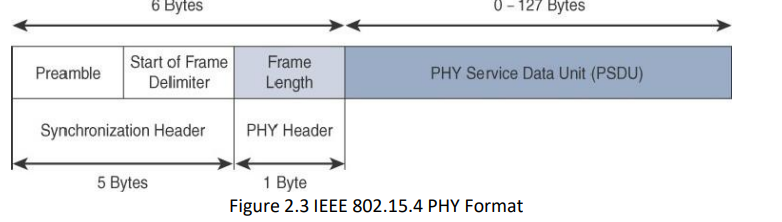 6 Bytes 0 – 127 Bytes
Preamble Start of Frame Delimiter Frame Length PHY Service Data Unit (PSDU)
Synchronization Header PHY Header
5 Bytes 1 Byte
Figure 2.3 IEEE 802.15.4 PHY Format